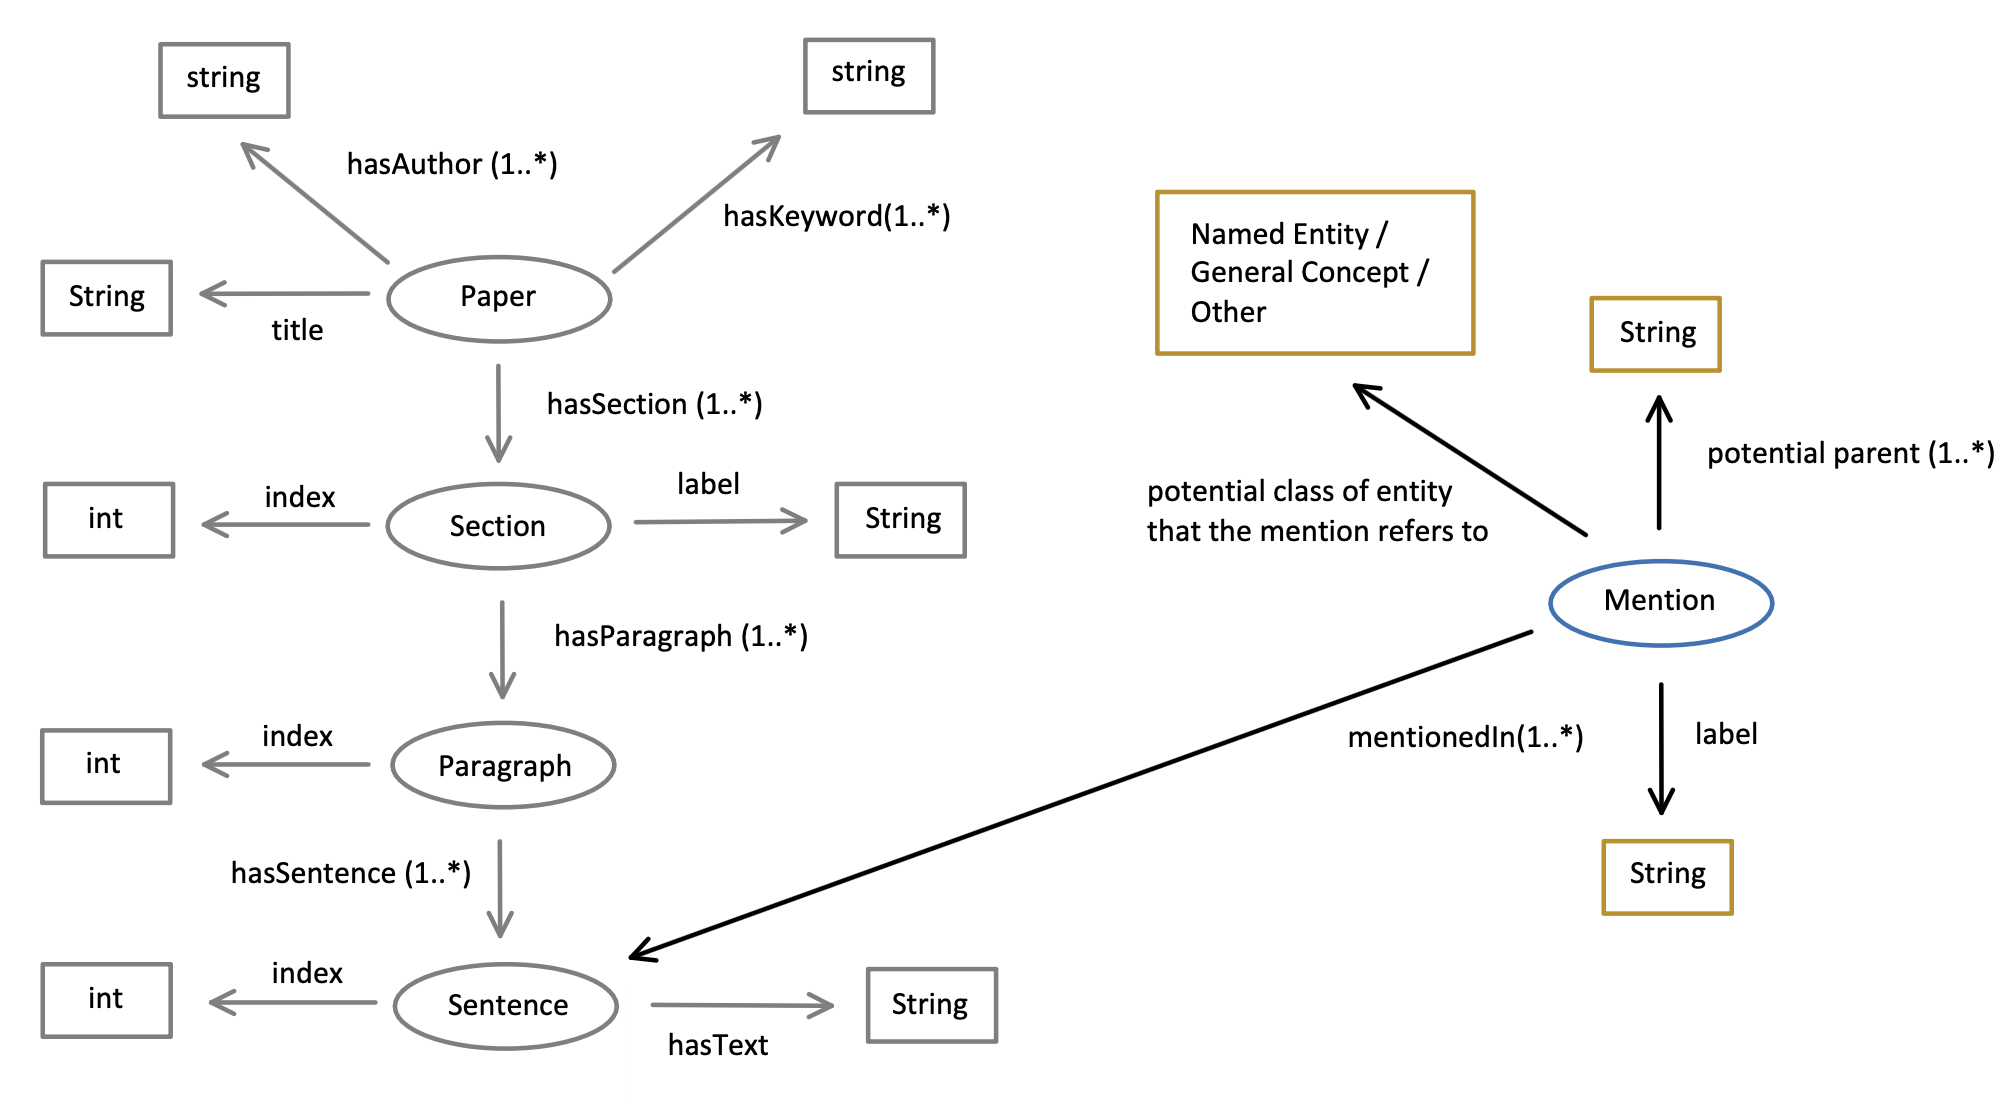 string
string
hasAuthor (1..*)
hasKeyword(1..*)
String
title
Paper
Named Entity /
General Concept /
Other
String
hasSection (1..*)
potential parent (1..*)
int
index
Section
label
String
potential class of entity
that the mention refers to
Mention
hasParagraph (1..*)
int
index
Paragraph
mentionedIn(1..*)
label
hasSentence (1..*)
String
int
index
Sentence
hasText
String